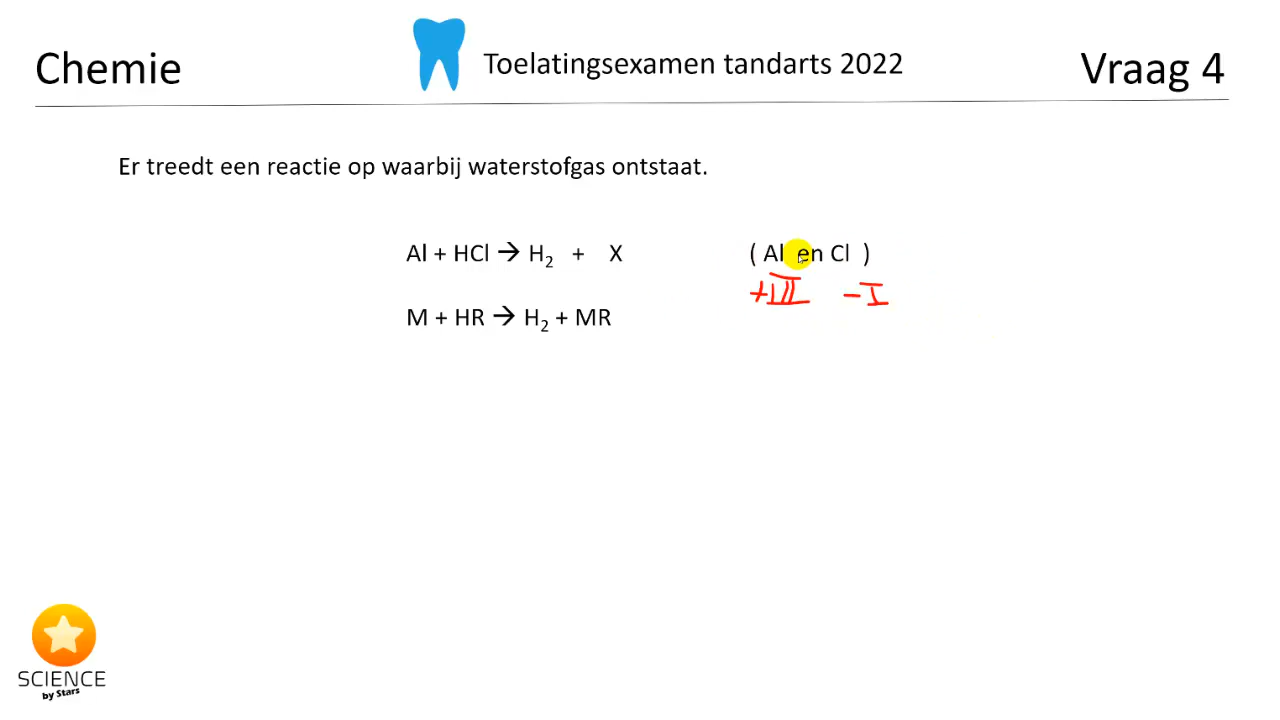 Chemie
Toelatingsexamen tandarts 2022
Vraag 4
Er treedt een reactie op waarbij waterstofgas ontstaat.
Al + HCl → H₂ + X ( Al en Cl )
+III -I
M + HR → H₂ + MR
SCIENCE
by Stars